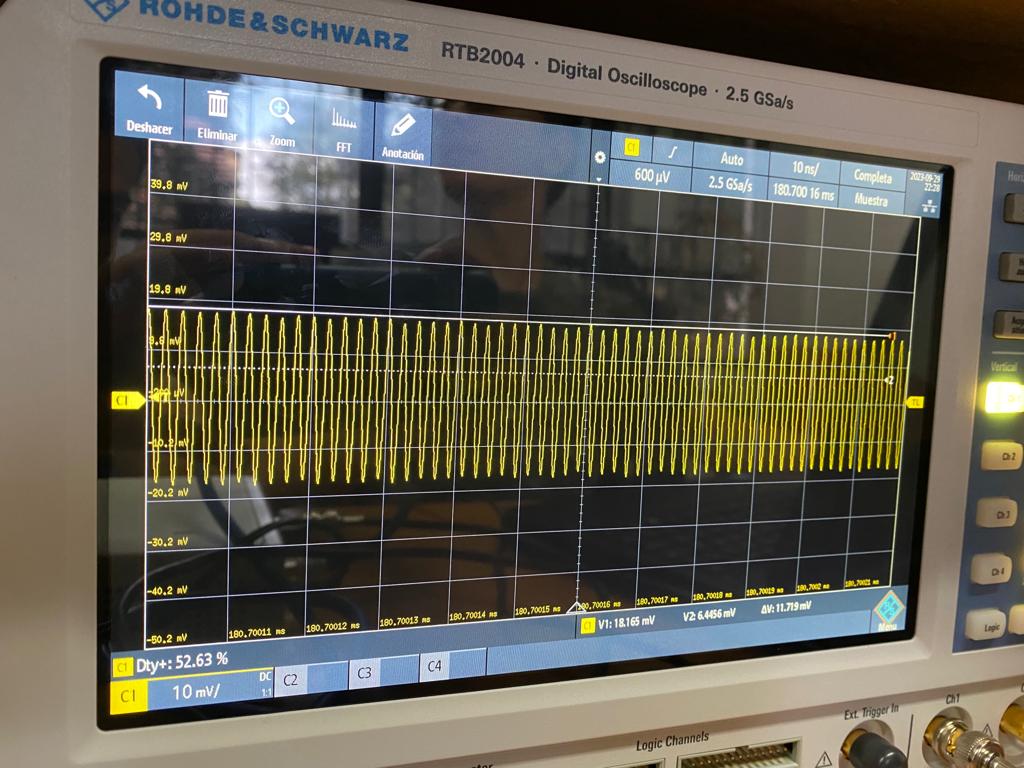 ROHDE&SCHWARZ
RTB2004 · Digital Oscilloscope · 2.5 GSa/s
Deshacer
Eliminar
Zoom
FFT
Anotación
C1
600 µV
Auto
2.5 GSa/s
10 ns/
180.700 16 ms
Completa
Muestra
2023-09-29
22:28
39.8 mV
29.8 mV
19.8 mV
9.8 mV
C1
-10.2 mV
-20.2 mV
-30.2 mV
-40.2 mV
-50.2 mV
1
2
TL
180.70011 ms
180.70012 ms
180.70013 ms
180.70014 ms
180.70015 ms
180.70016 ms
180.70017 ms
180.70018 ms
180.70019 ms
180.7002 ms
180.70021 ms
C1 V1: 18.165 mV
V2: 6.4456 mV
ΔV: 11.719 mV
Menu
C1 Dty+: 52.63 %
C1
10 mV/
DC
1:1
C2
C3
C4
Vertical
Ch 2
Ch 3
Ch 4
Logic
Logic Channels
Ext. Trigger In
Ch1